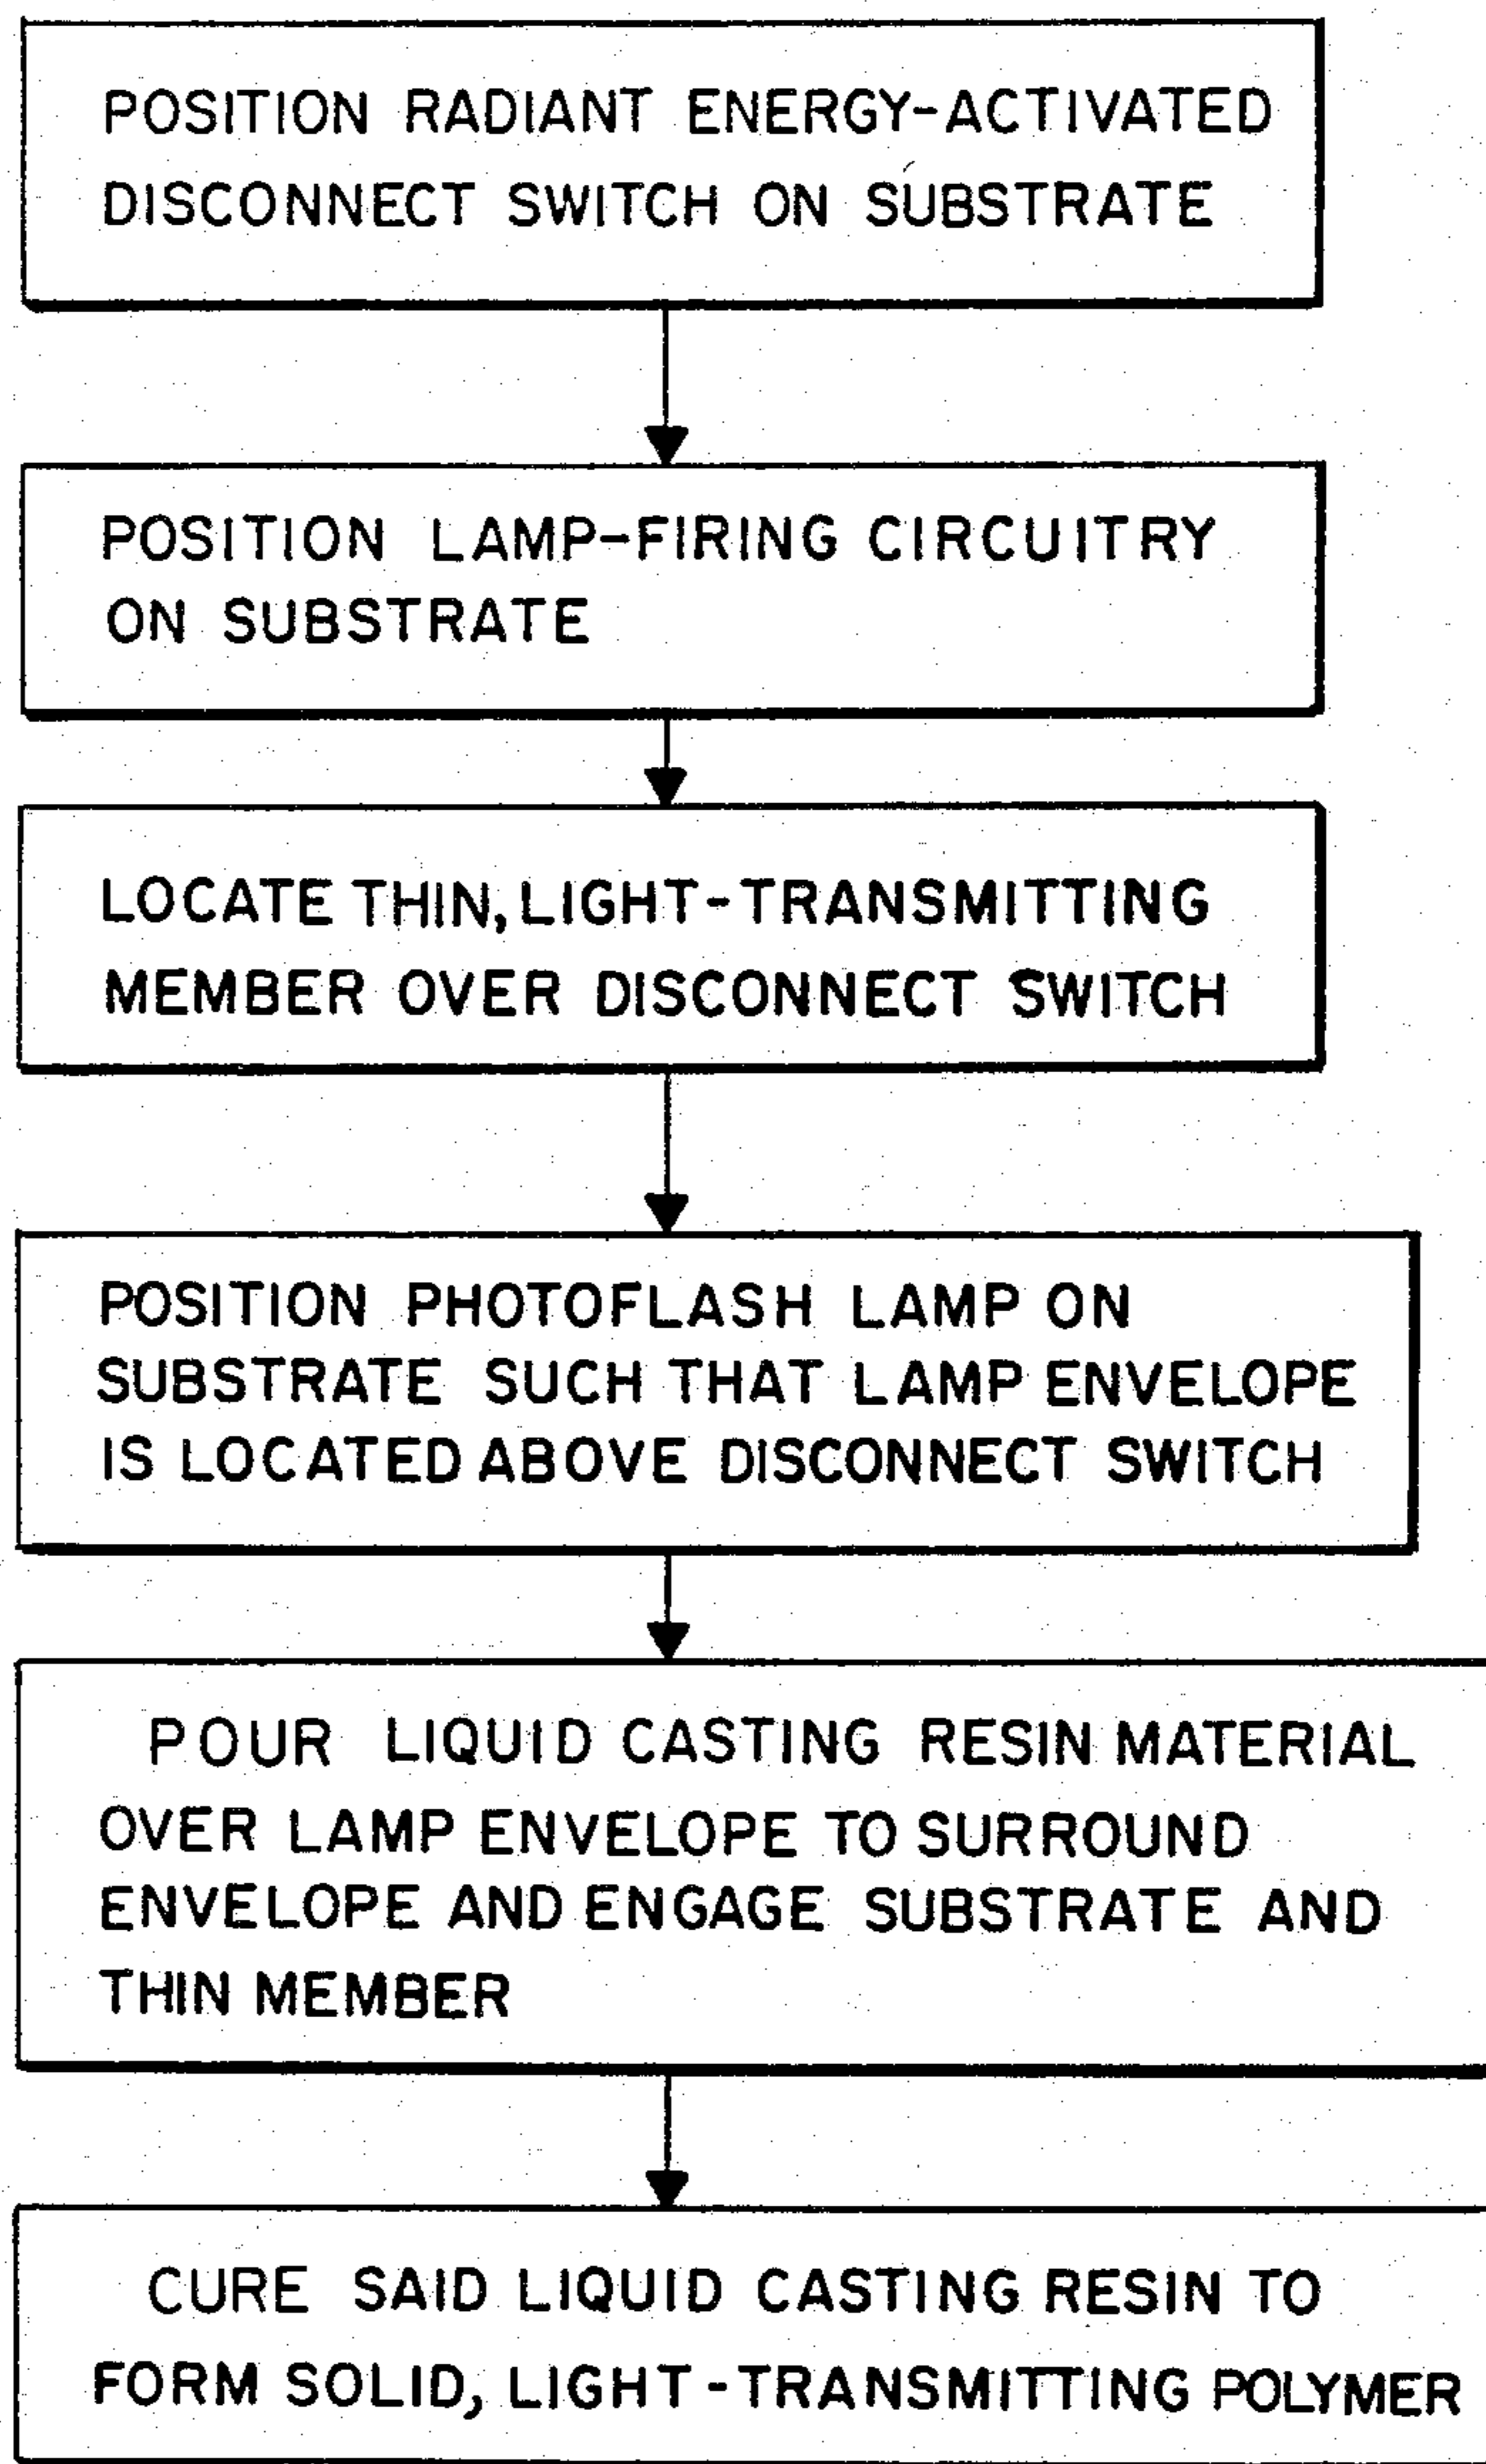 POSITION RADIANT ENERGY-ACTIVATED
DISCONNECT SWITCH ON SUBSTRATE
POSITION LAMP-FIRING CIRCUITRY
ON SUBSTRATE
LOCATE THIN, LIGHT-TRANSMITTING
MEMBER OVER DISCONNECT SWITCH
POSITION PHOTOFLASH LAMP ON
SUBSTRATE SUCH THAT LAMP ENVELOPE
IS LOCATED ABOVE DISCONNECT SWITCH
POUR LIQUID CASTING RESIN MATERIAL
OVER LAMP ENVELOPE TO SURROUND
ENVELOPE AND ENGAGE SUBSTRATE AND
THIN MEMBER
CURE SAID LIQUID CASTING RESIN TO
FORM SOLID, LIGHT-TRANSMITTING POLYMER